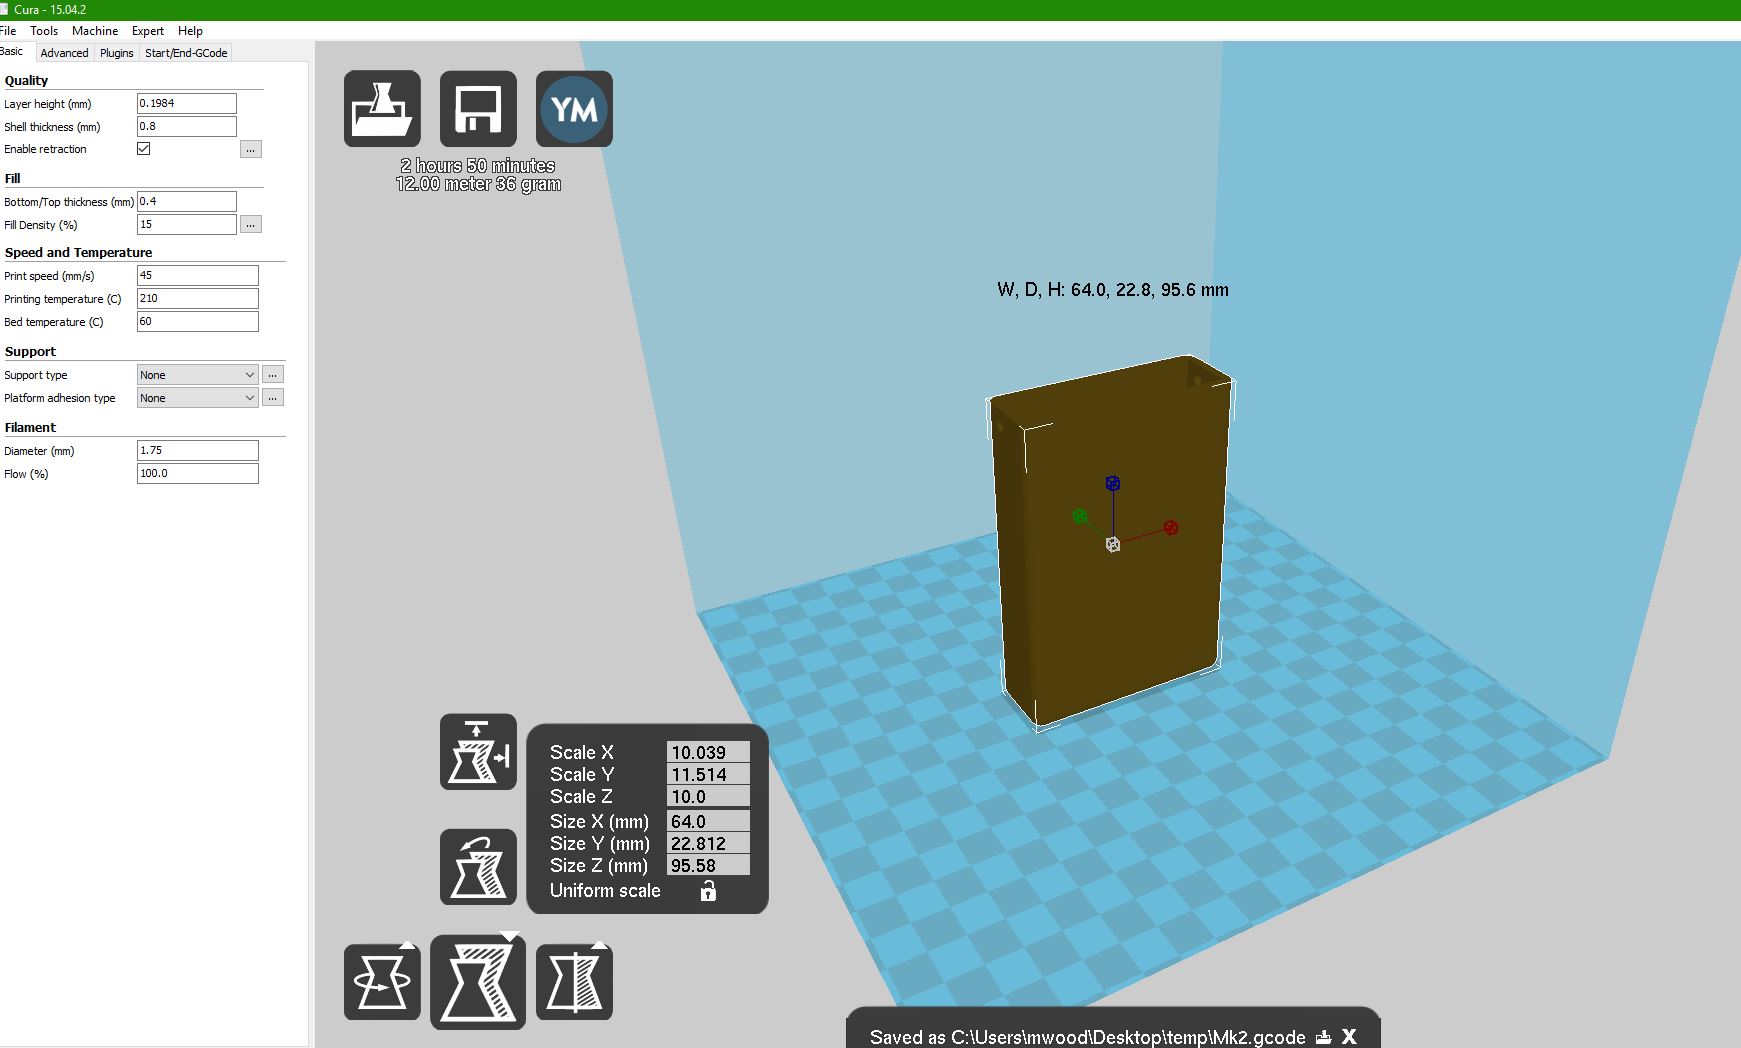 Cura - 15.04.2
File Tools Machine Expert Help
Basic Advanced Plugins Start/End-GCode
Quality
Layer height (mm) 0.1984
Shell thickness (mm) 0.8
Enable retraction ...
Fill
Bottom/Top thickness (mm) 0.4
Fill Density (%) 15 ...
Speed and Temperature
Print speed (mm/s) 45
Printing temperature (C) 210
Bed temperature (C) 60
Support
Support type None ...
Platform adhesion type None ...
Filament
Diameter (mm) 1.75
Flow (%) 100.0
YM
2 hours 50 minutes
12.00 meter 36 gram
W, D, H: 64.0, 22.8, 95.6 mm
Scale X 10.039
Scale Y 11.514
Scale Z 10.0
Size X (mm) 64.0
Size Y (mm) 22.812
Size Z (mm) 95.58
Uniform scale
Saved as C:\Users\mwood\Desktop\temp\Mk2.gcode X